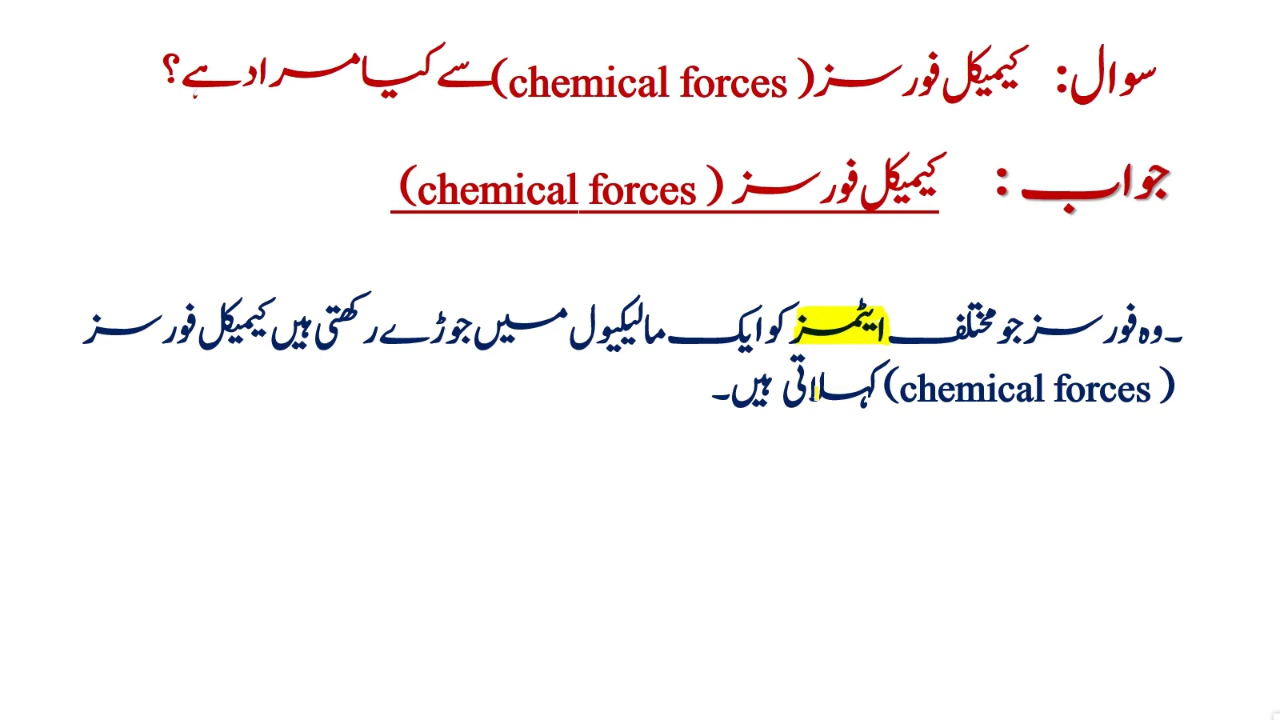 سوال: کیمیکل فورسز( chemical forces)سے کیا مراد ہے؟
جواب : کیمیکل فورسز ( chemical forces)
۔وہ فورسز جو مختلف ایٹمز کو ایک مالیکیول میں جوڑے رکھتی ہیں کیمیکل فورسز
( chemical forces)کہلاتی ہیں۔